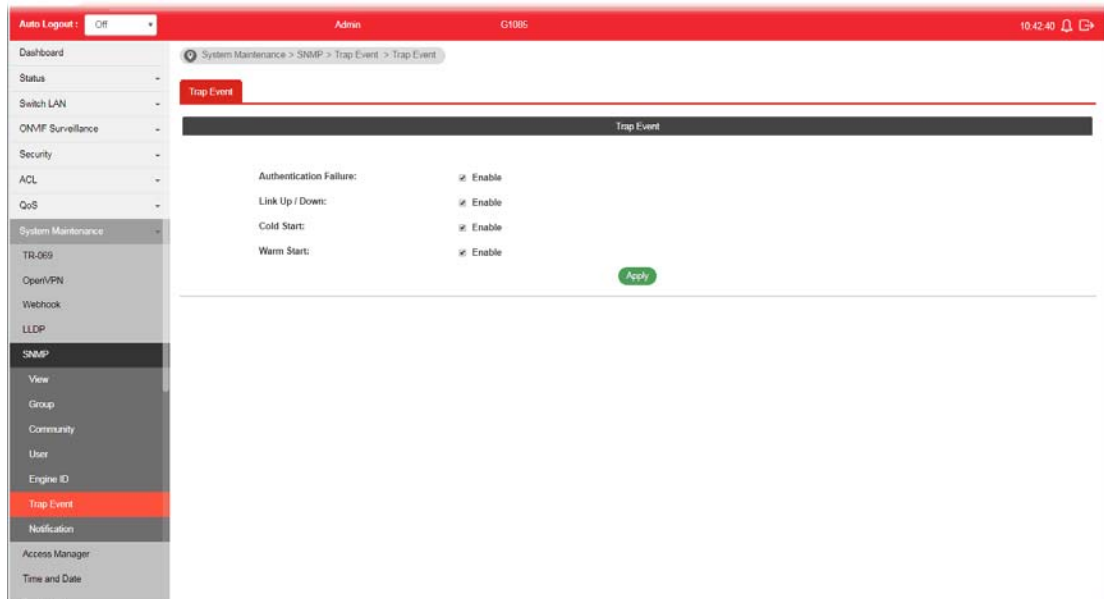 Auto Logout : Off Admin G1085 10:42:40
Dashboard
Status
Switch LAN
ONVIF Surveillance
Security
ACL
QoS
System Maintenance
TR-069
OpenVPN
Webhook
LLDP
SNMP
View
Group
Community
User
Engine ID
Trap Event
Notification
Access Manager
Time and Date
System Maintenance > SNMP > Trap Event > Trap Event
Trap Event
Trap Event
Authentication Failure: Enable
Link Up / Down: Enable
Cold Start: Enable
Warm Start: Enable
Apply